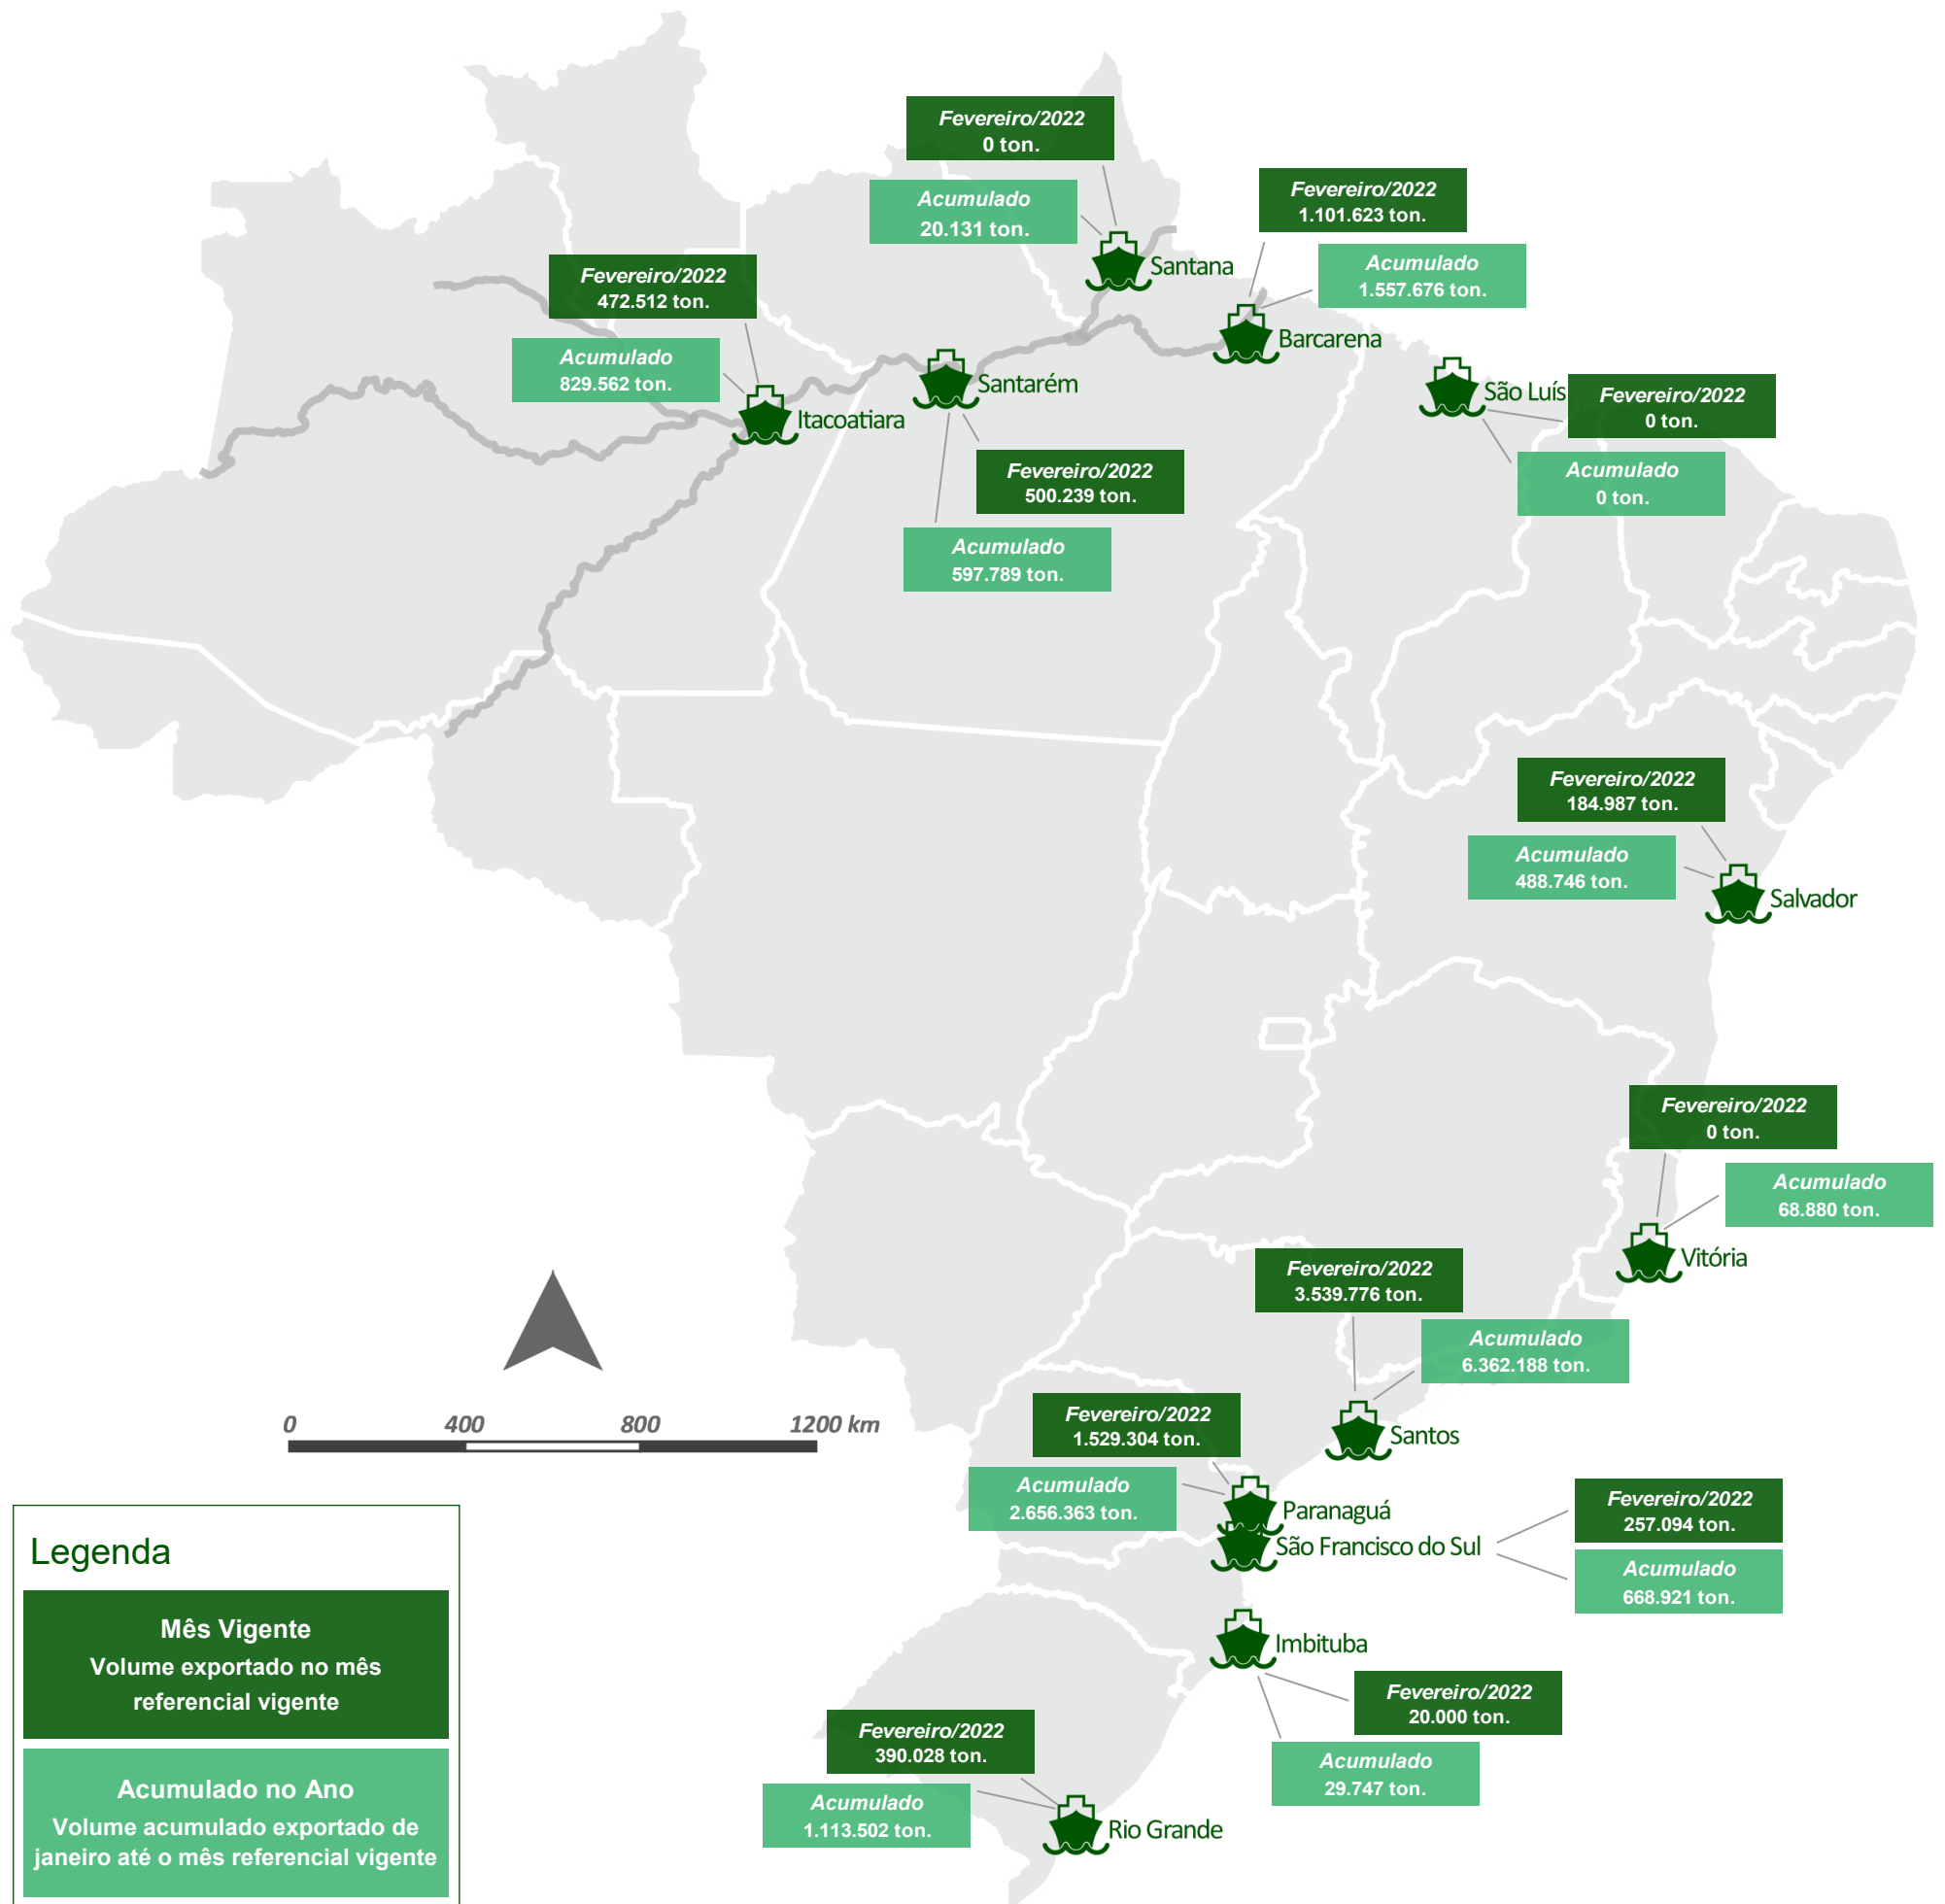 Fevereiro/2022
0 ton.
Acumulado
20.131 ton.
Santana
Fevereiro/2022
1.101.623 ton.
Acumulado
1.557.676 ton.
Barcarena
Fevereiro/2022
472.512 ton.
Acumulado
829.562 ton.
Itacoatiara
Santarém
Fevereiro/2022
500.239 ton.
Acumulado
597.789 ton.
São Luís
Fevereiro/2022
0 ton.
Acumulado
0 ton.
Fevereiro/2022
184.987 ton.
Acumulado
488.746 ton.
Salvador
Fevereiro/2022
0 ton.
Acumulado
68.880 ton.
Vitória
Fevereiro/2022
3.539.776 ton.
Acumulado
6.362.188 ton.
Santos
Fevereiro/2022
1.529.304 ton.
Acumulado
2.656.363 ton.
Paranaguá
São Francisco do Sul
Fevereiro/2022
257.094 ton.
Acumulado
668.921 ton.
Imbituba
Fevereiro/2022
20.000 ton.
Acumulado
29.747 ton.
Fevereiro/2022
390.028 ton.
Acumulado
1.113.502 ton.
Rio Grande
0 400 800 1200 km
Legenda
Mês Vigente
Volume exportado no mês
referencial vigente
Acumulado no Ano
Volume acumulado exportado de
janeiro até o mês referencial vigente